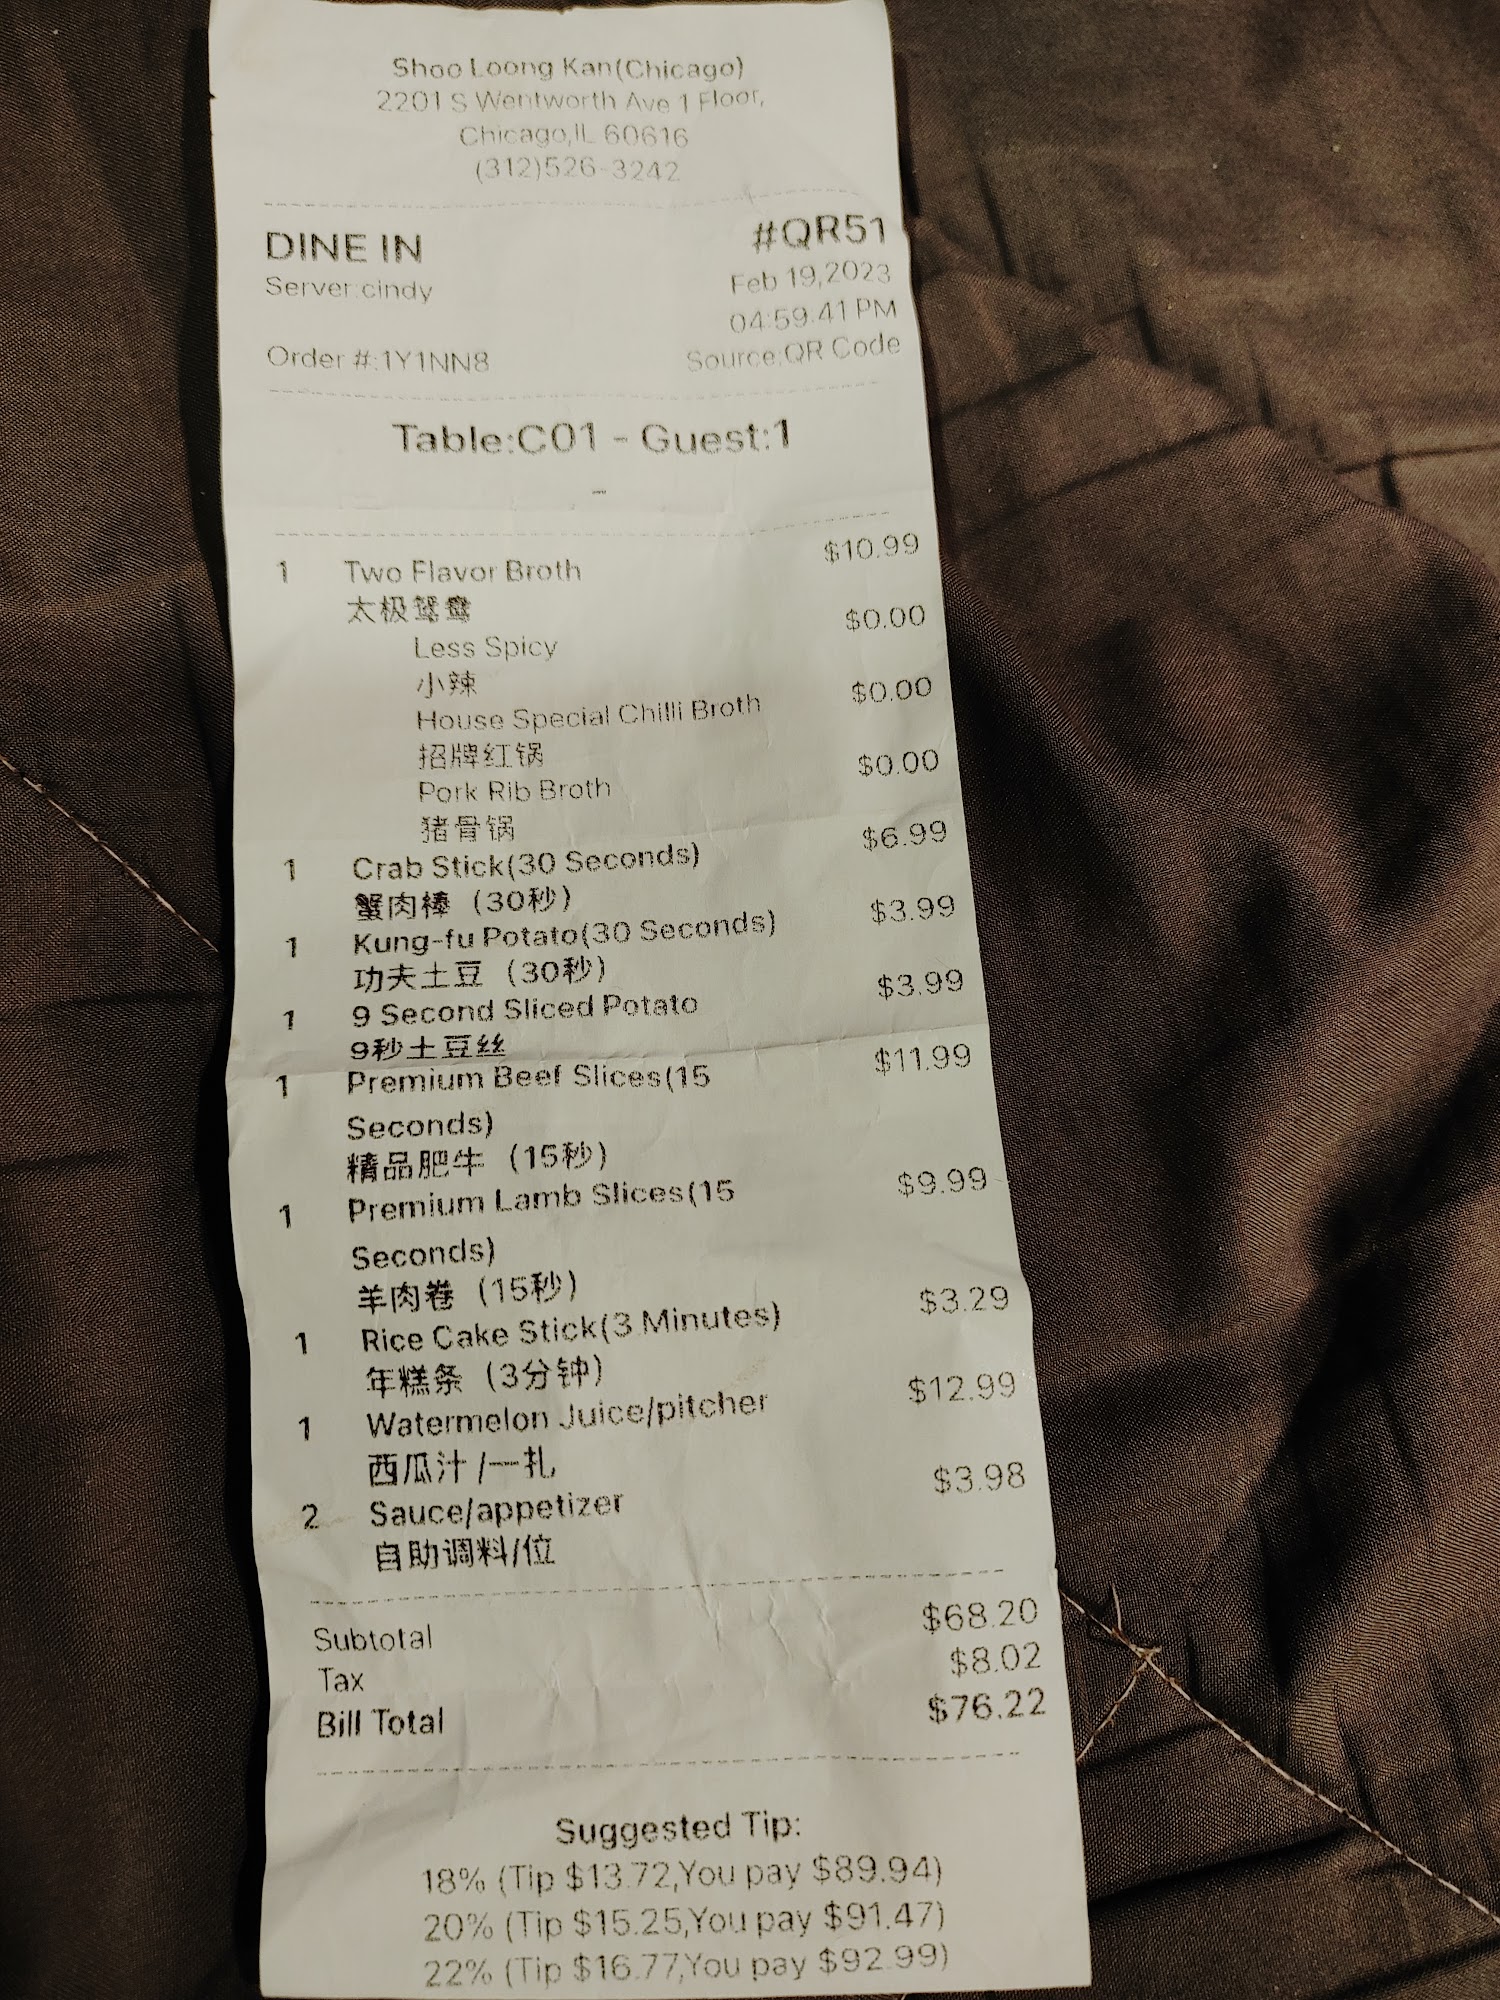 Shoo Loong Kan(Chicago)
2201 S Wentworth Ave 1 Floor,
Chicago,IL 60616
(312)526-3242
DINE IN #QR51
Server:cindy Feb 19,2023
04:59:41 PM
Order #:1Y1NN8 Source:QR Code
Table:C01 - Guest:1
-
1 Two Flavor Broth $10.99
太极鸳鸯
Less Spicy $0.00
小辣
House Special Chilli Broth $0.00
招牌红锅
Pork Rib Broth $0.00
猪骨锅
1 Crab Stick(30 Seconds) $6.99
蟹肉棒（30秒）
1 Kung-fu Potato(30 Seconds) $3.99
功夫土豆（30秒）
1 9 Second Sliced Potato $3.99
9秒土豆丝
1 Premium Beef Slices(15 $11.99
Seconds)
精品肥牛（15秒）
1 Premium Lamb Slices(15 $9.99
Seconds)
羊肉卷（15秒）
1 Rice Cake Stick(3 Minutes) $3.29
年糕条（3分钟）
1 Watermelon Juice/pitcher $12.99
西瓜汁/一扎
2 Sauce/appetizer $3.98
自助调料/位
Subtotal $68.20
Tax $8.02
Bill Total $76.22
Suggested Tip:
18% (Tip $13.72,You pay $89.94)
20% (Tip $15.25,You pay $91.47)
22% (Tip $16.77,You pay $92.99)